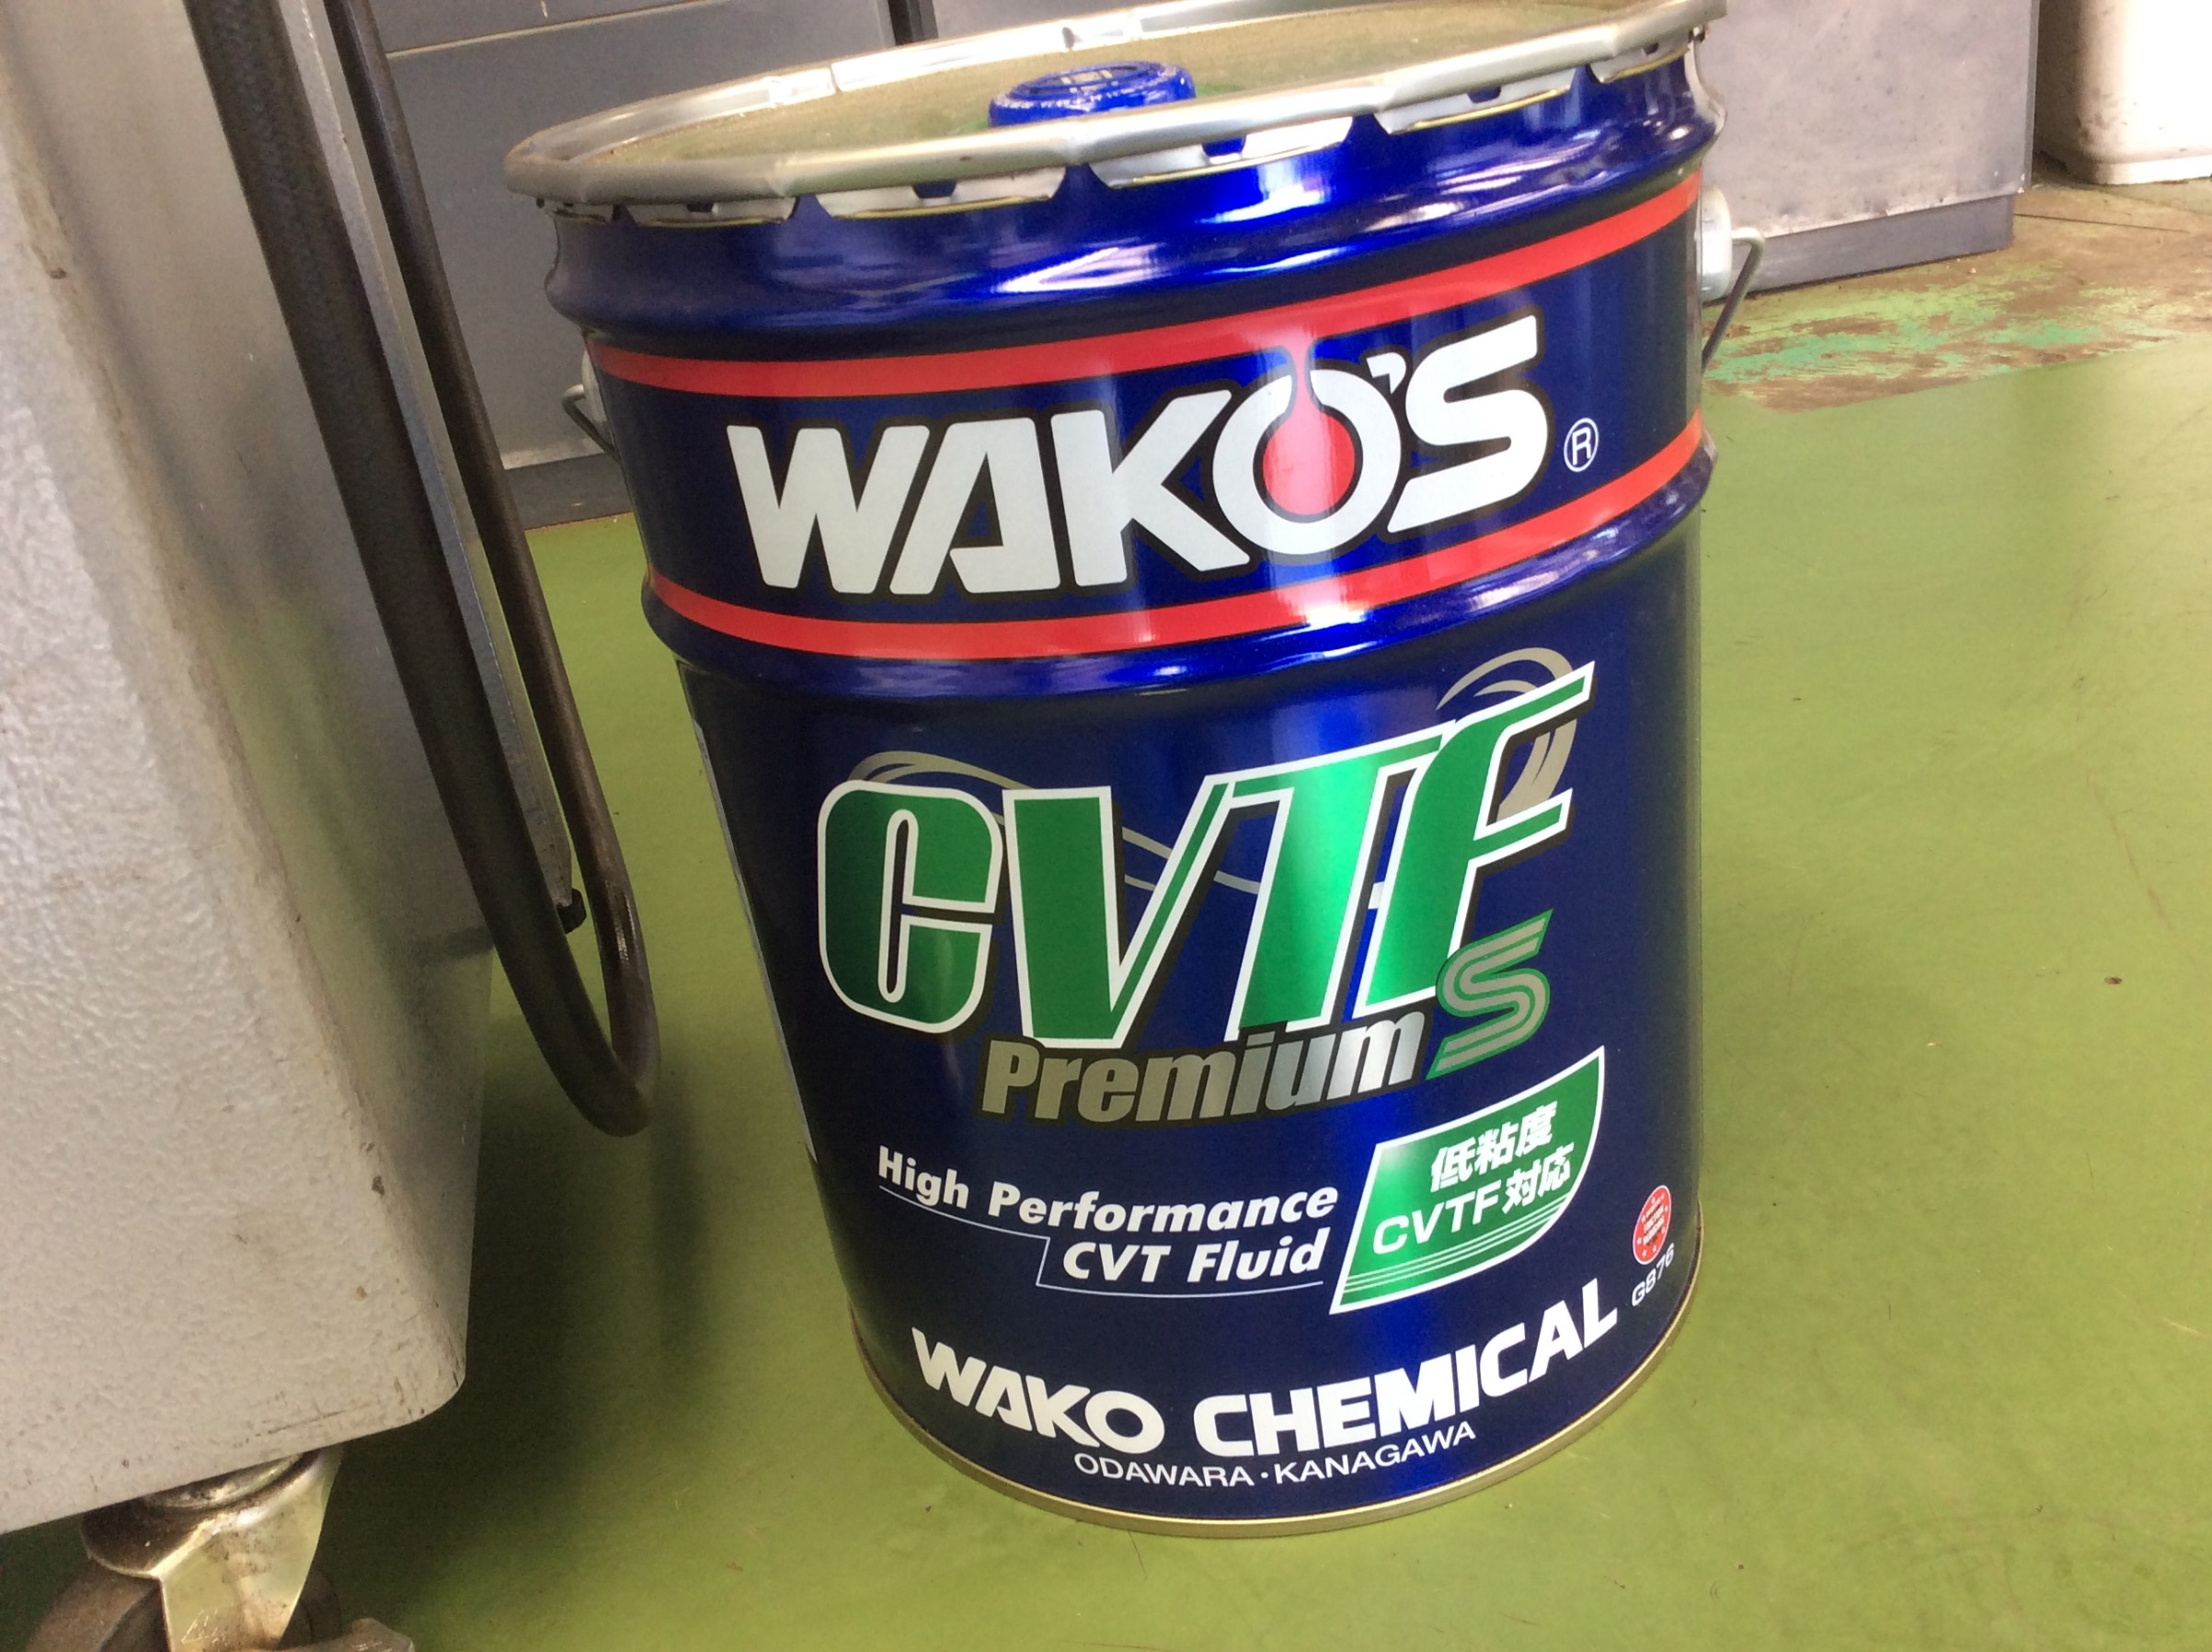 WAKO'S ®
CVTF
Premium S
High Performance
CVT Fluid
低粘度
CVTF対応
G876
WAKO CHEMICAL
ODAWARA・KANAGAWA